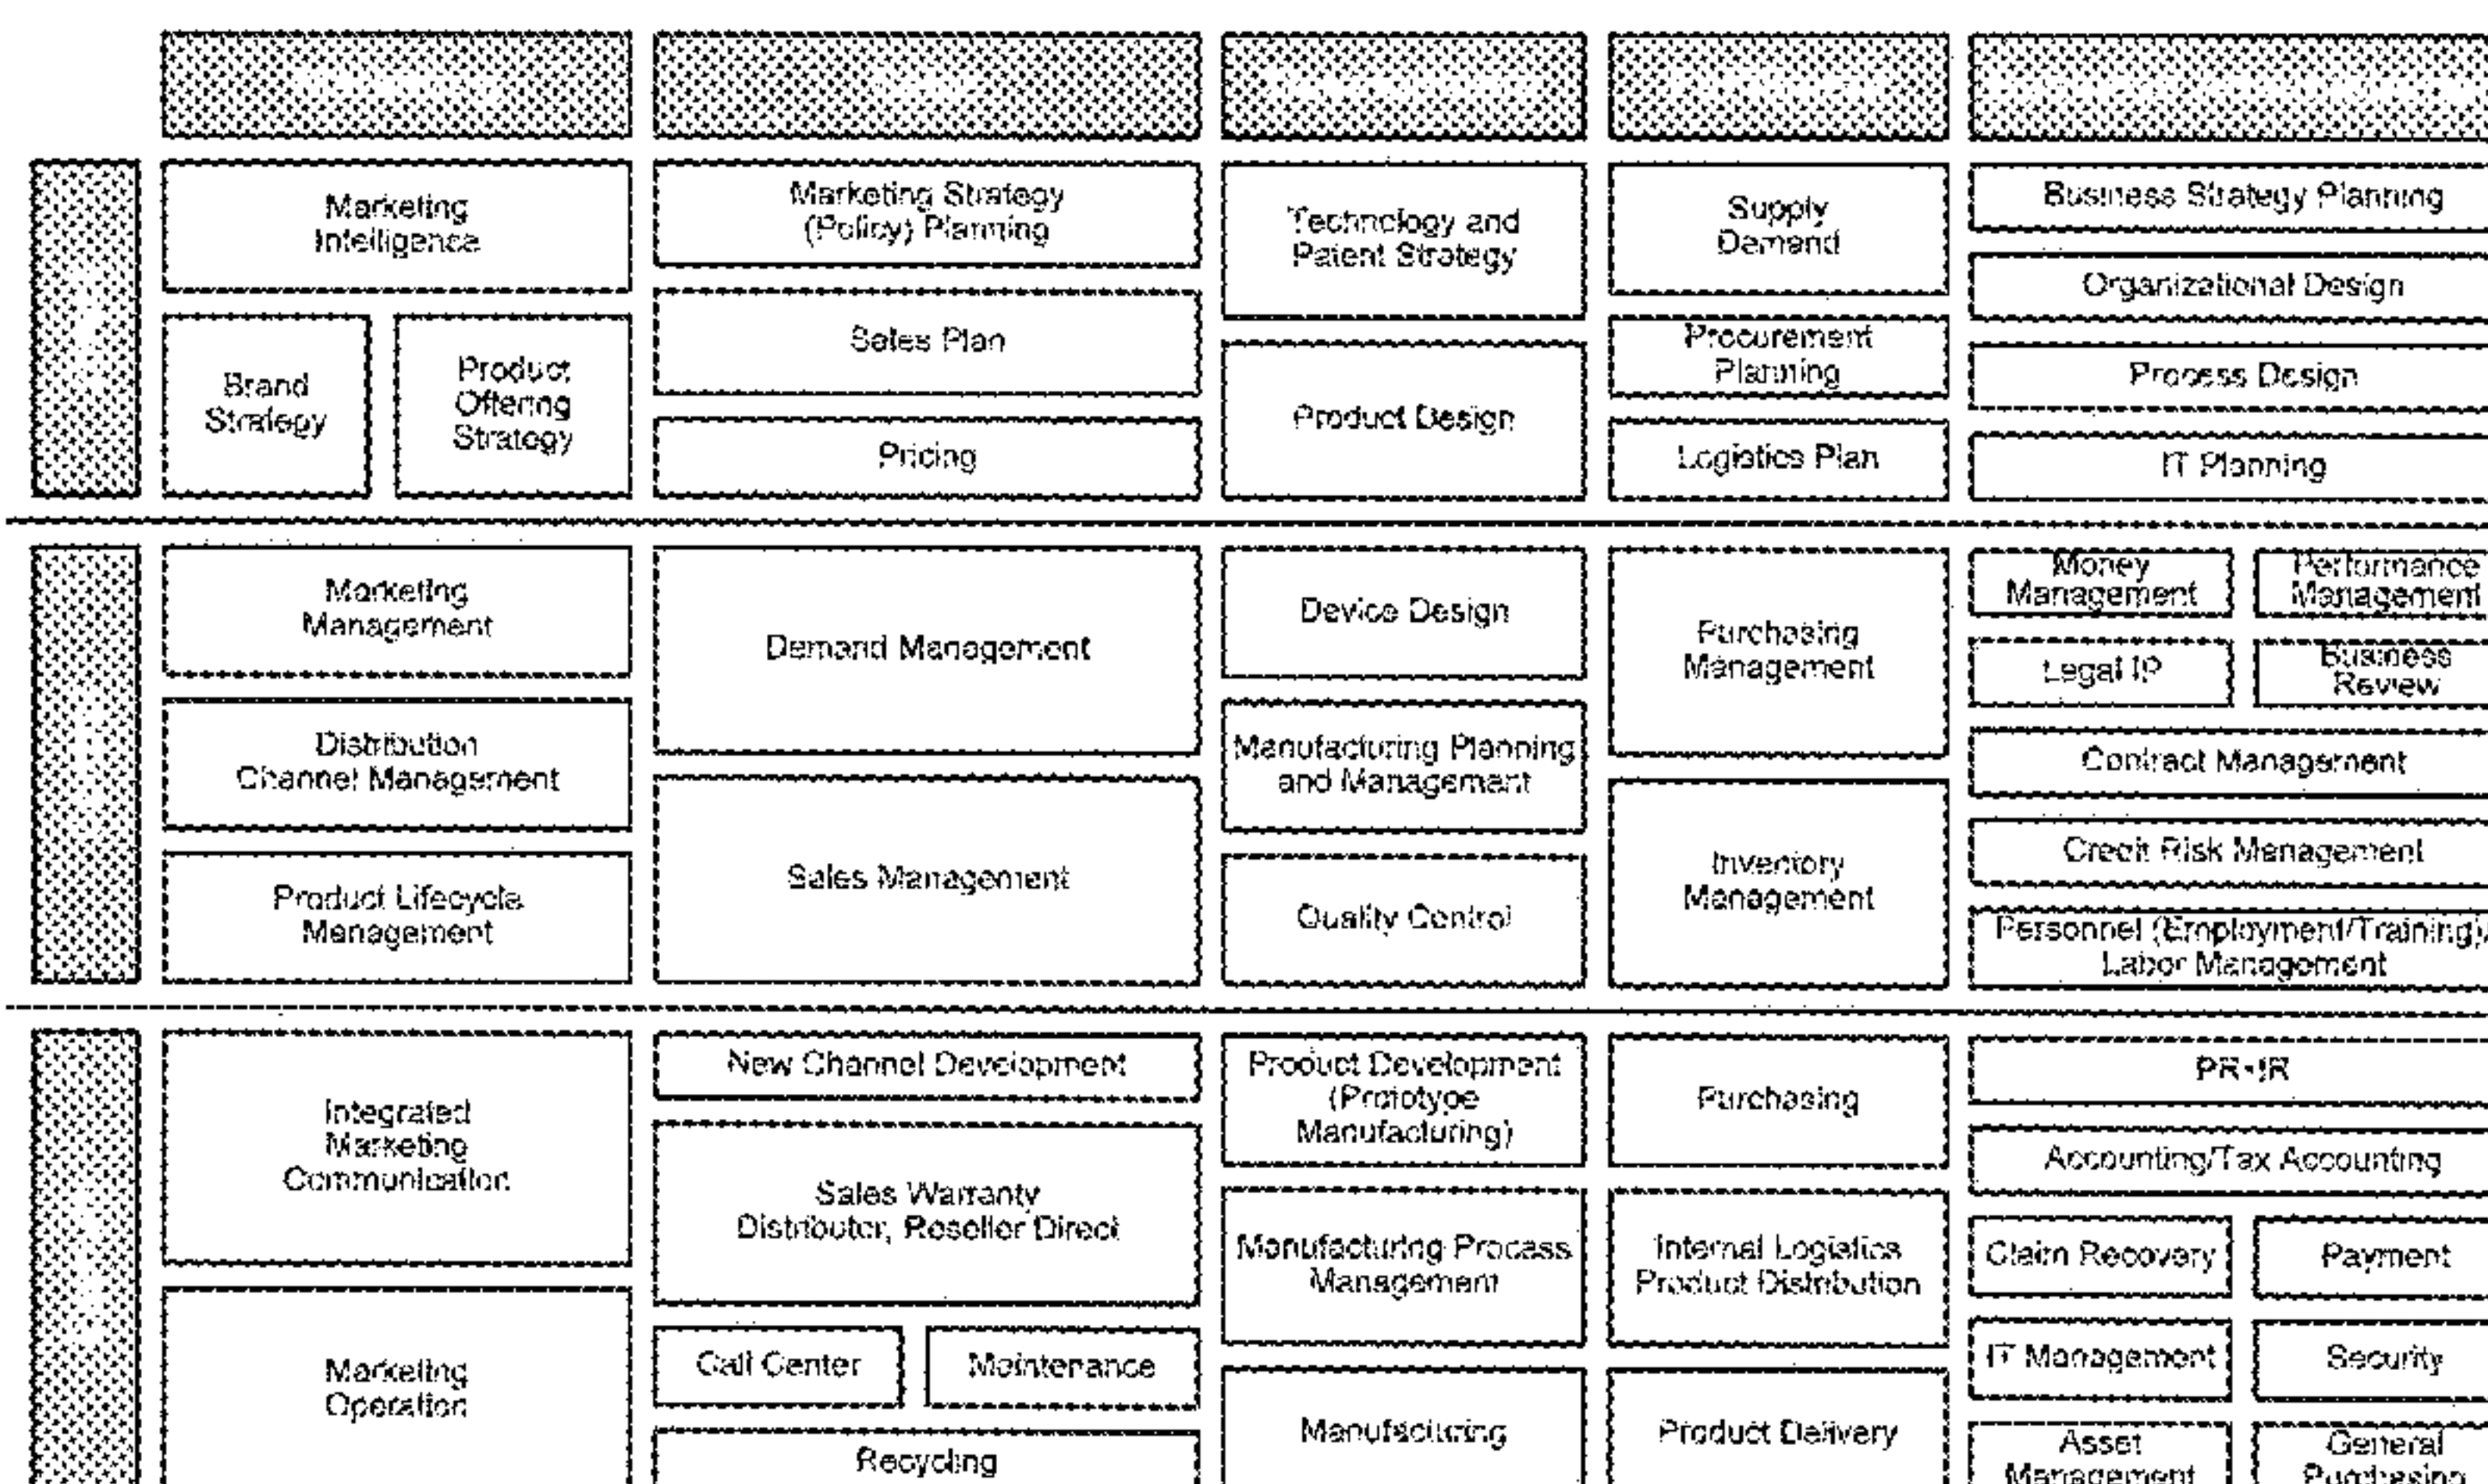 Marketing
Intelligence
Brand
Strategy
Product
Offering
Strategy
Marketing Strategy
(Policy) Planning
Sales Plan
Pricing
Technology and
Patent Strategy
Product Design
Supply
Demand
Procurement
Planning
Logistics Plan
Business Strategy Planning
Organizational Design
Process Design
IT Planning
Marketing
Management
Distribution
Channel Management
Product Lifecycle
Management
Demand Management
Sales Management
Device Design
Manufacturing Planning
and Management
Quality Control
Purchasing
Management
Inventory
Management
Money
Management
Performance
Management
Legal IP
Business
Review
Contract Management
Credit Risk Management
Personnel (Employment/Training)/
Labor Management
Integrated
Marketing
Communication
Marketing
Operation
New Channel Development
Sales Warranty
Distributor, Reseller Direct
Call Center
Maintenance
Recycling
Product Development
(Prototype
Manufacturing)
Manufacturing Process
Management
Manufacturing
Purchasing
Internal Logistics
Product Distribution
Product Delivery
PR•IR
Accounting/Tax Accounting
Claim Recovery
Payment
IT Management
Security
Asset
Management
General
Purchasing